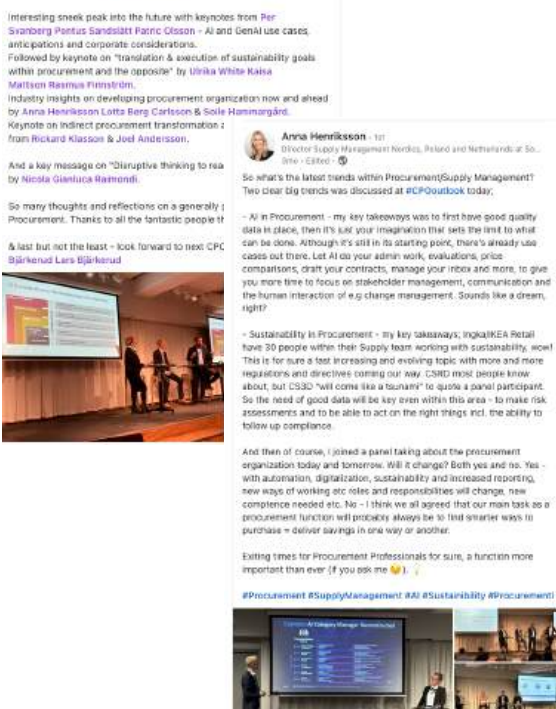 Interesting sneek peak into the future with keynotes from Per
Svanberg Pontus Sandslätt Patric Olsson - AI and GenAI use cases,
anticipations and corporate considerations.
Followed by keynote on "translation & execution of sustainability goals
within procurement and the opposite" by Ulrika White Kaisa
Mattson Rasmus Finnström.
Industry Insights on developing procurement organization now and ahead
by Anna Henriksson Lotta Berg Carlsson & Soile Hammargård.
Keynote on Indirect procurement transformation
from Rickard Klasson & Joel Andersen.
And a key message on "Disruptive thinking to rea
by Nicola Gianluca Raimondi.
So many thoughts and reflections on a generally
Procurement. Thanks to all the fantastic people th
& last but not the least - look forward to next CPO
Bjärkerud Lars Bjärkerud
Anna Henriksson · 1st
Director Supply Management Nordics, Poland and Netherlands at So...
Edited ·
So what's the latest trends within Procurement/Supply Management?
Two clear big trends was discussed at #CPOoutlook today;
- AI in Procurement - my key takeaways was to first have good quality
data in place, then it's just your imagination that sets the limit to what
can be done. Although it's still in its starting point, there's already use
cases out there. Let AI do your admin work, evaluations, price
comparisons, draft your contracts, manage your inbox and more, to give
you more time to focus on stakeholder management, communication and
the human interaction of e.g change management. Sounds like a dream,
right?
- Sustainability in Procurement - my key takeaways; Ingka/IKEA Retail
have 30 people within their Supply team working with sustainability, wow!
This is for sure a fast increasing and evolving topic with more and more
regulations and directives coming our way. CSRD most people know
about, but CS3D "will come like a tsunami" to quote a panel participant.
So the need of good data will be key even within this area - to make risk
assessments and to be able to act on the right things incl. the ability to
follow up compliance.
And then of course, I joined a panel taking about the procurement
organization today and tomorrow. Will it change? Both yes and no. Yes -
with automation, digitalization, sustainability and increased reporting,
new ways of working etc roles and responsibilities will change, new
competence needed etc. No - I think we all agreed that our main task as a
procurement function will probably always be to find smarter ways to
purchase = deliver savings in one way or another.
Exiting times for Procurement Professionals for sure, a function more
important than ever (if you ask me 😉).
#Procurement #SupplyManagement #AI #Sustainibility #Procurement